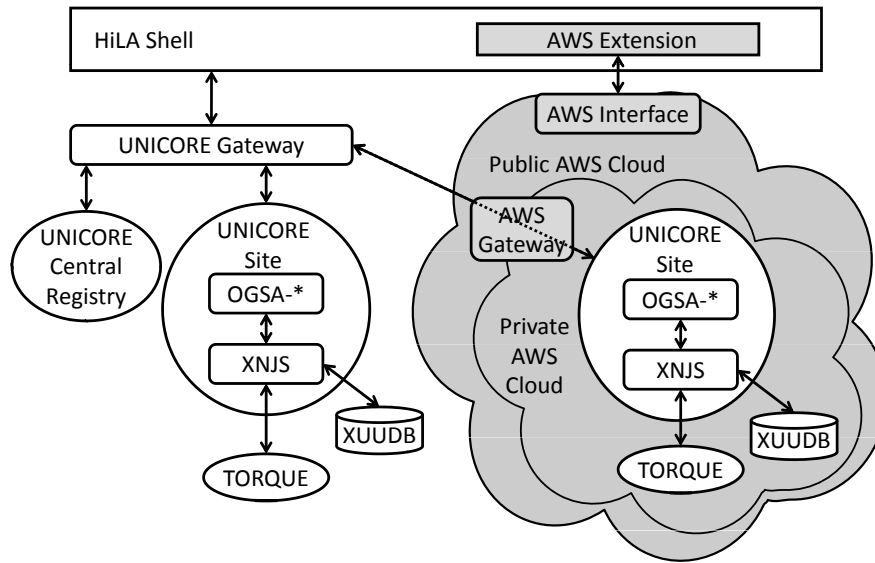 HiLA Shell
AWS Extension
AWS Interface
UNICORE Gateway
Public AWS Cloud
UNICORE
Central
Registry
UNICORE
Site
OGSA-*
XNJS
XUUDB
TORQUE
AWS
Gateway
Private
AWS
Cloud
UNICORE
Site
OGSA-*
XNJS
XUUDB
TORQUE